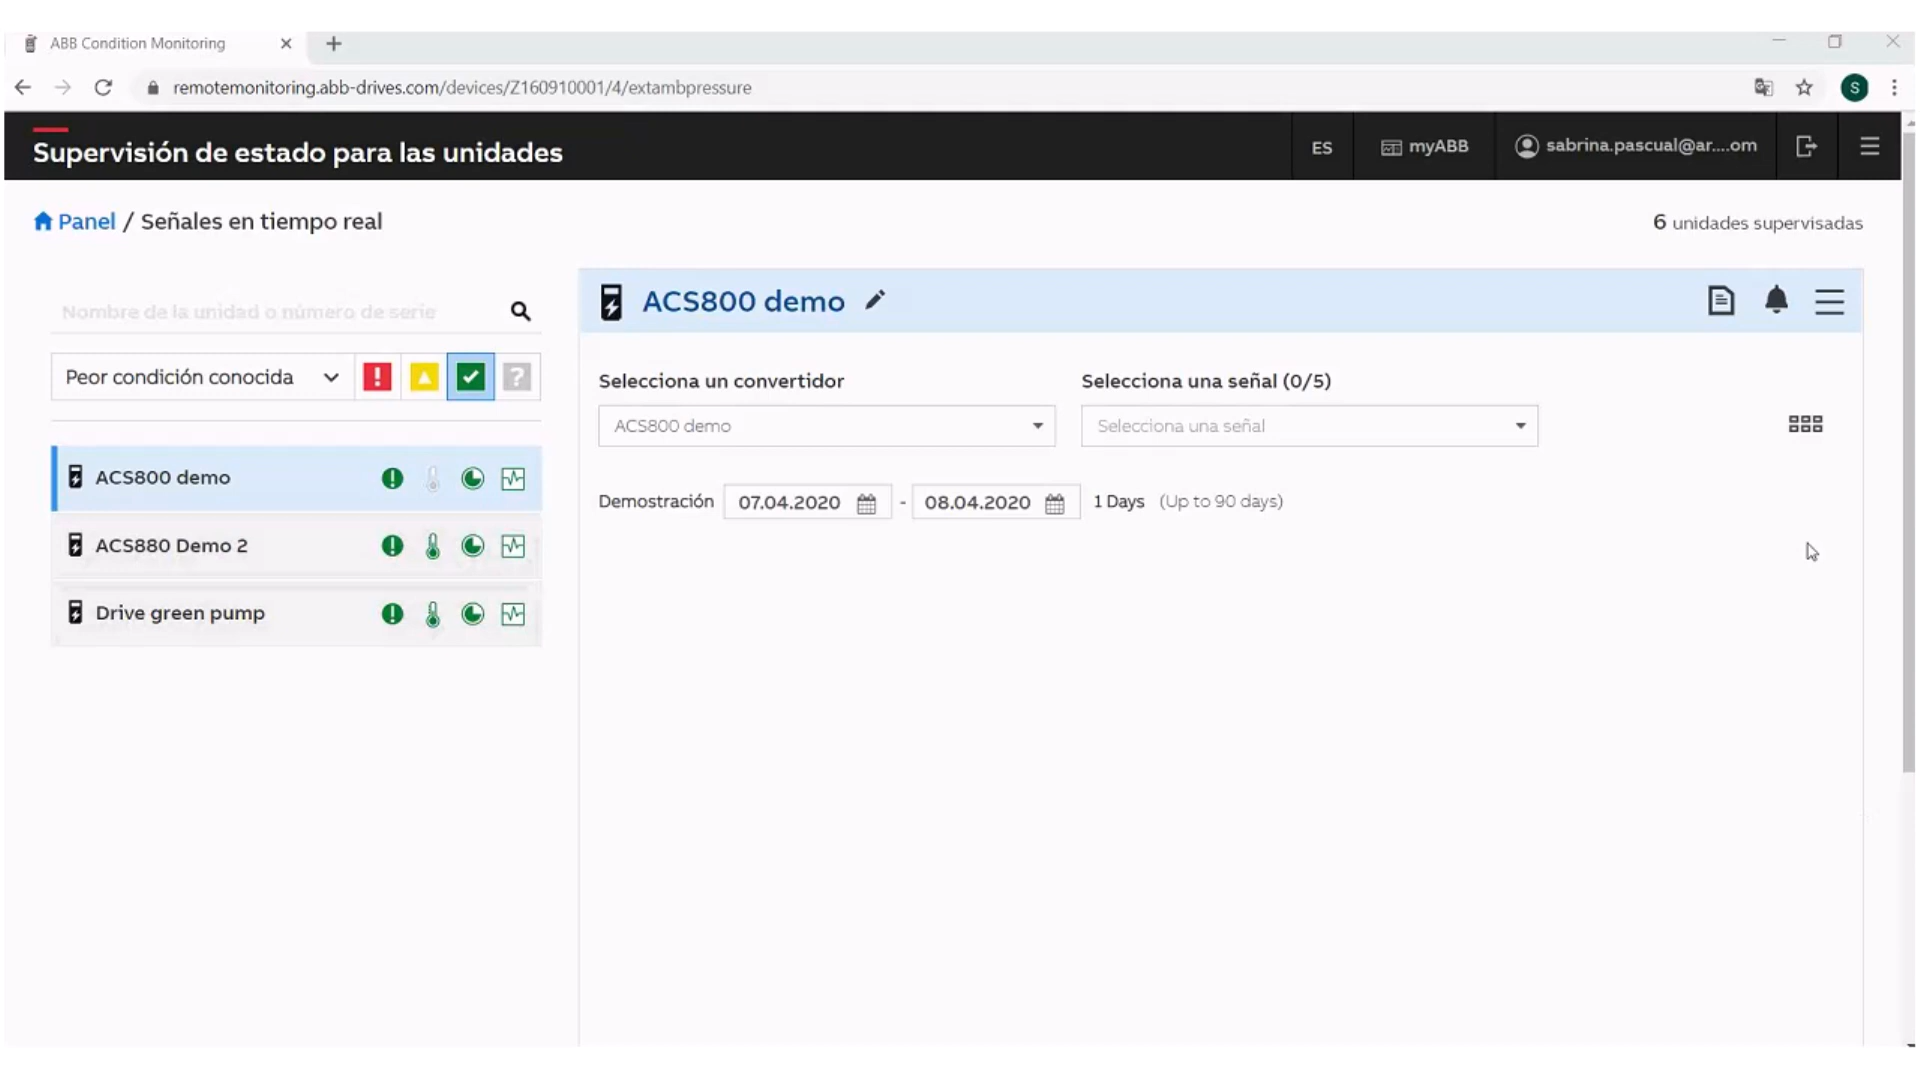 ABB Condition Monitoring
remotemonitoring.abb-drives.com/devices/Z160910001/4/extambpressure
S
Supervisión de estado para las unidades
ES
myABB
sabrina.pascual@ar....om
Panel / Señales en tiempo real
6 unidades supervisadas
Nombre de la unidad o número de serie
Peor condición conocida
ACS800 demo
ACS880 Demo 2
Drive green pump
ACS800 demo
Selecciona un convertidor
Selecciona una señal (0/5)
ACS800 demo
Selecciona una señal
Demostración 07.04.2020 - 08.04.2020 1 Days (Up to 90 days)